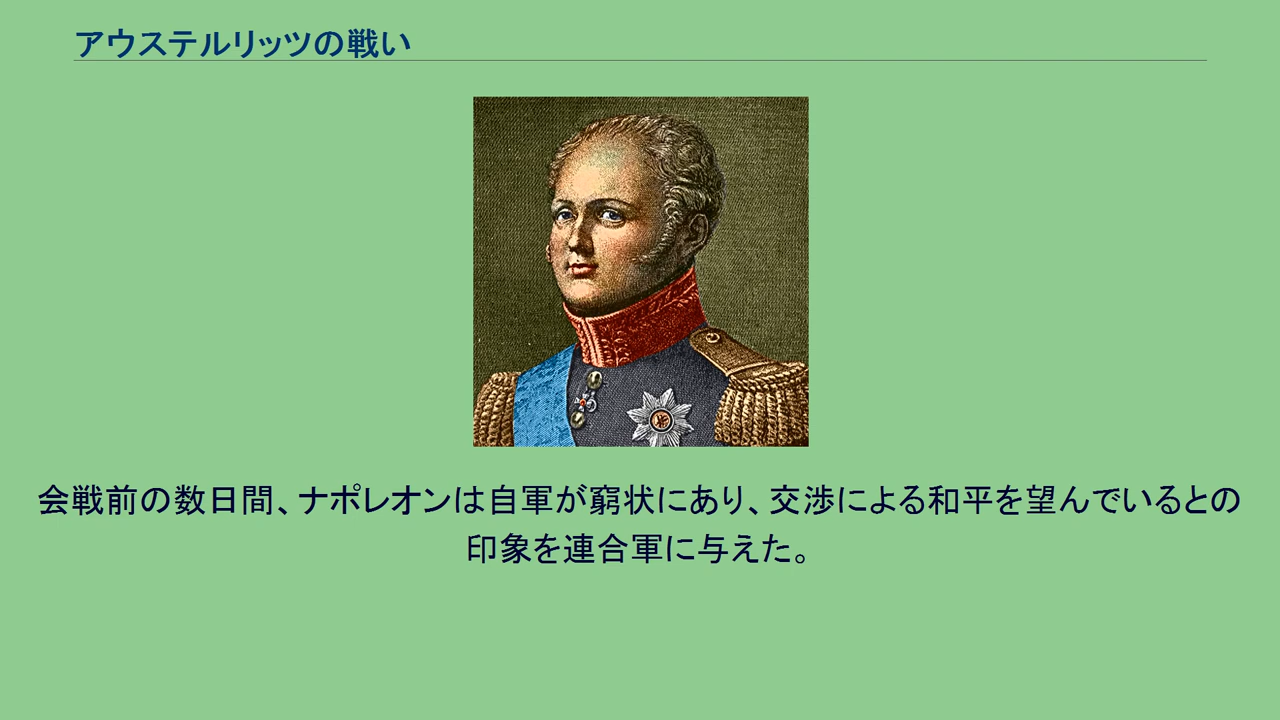 アウステルリッツの戦い
会戦前の数日間、ナポレオンは自軍が窮状にあり、交渉による和平を望んでいるとの
印象を連合軍に与えた。